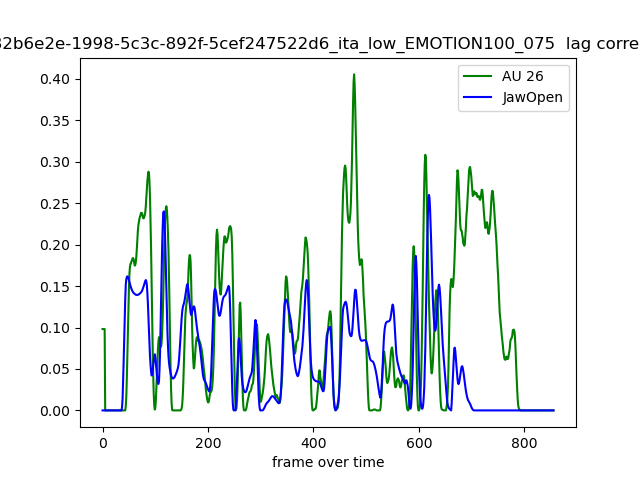 32b6e2e-1998-5c3c-892f-5cef247522d6_ita_low_EMOTION100_075 lag corre
AU 26
JawOpen
0.40
0.35
0.30
0.25
0.20
0.15
0.10
0.05
0.00
0 200 400 600 800
frame over time